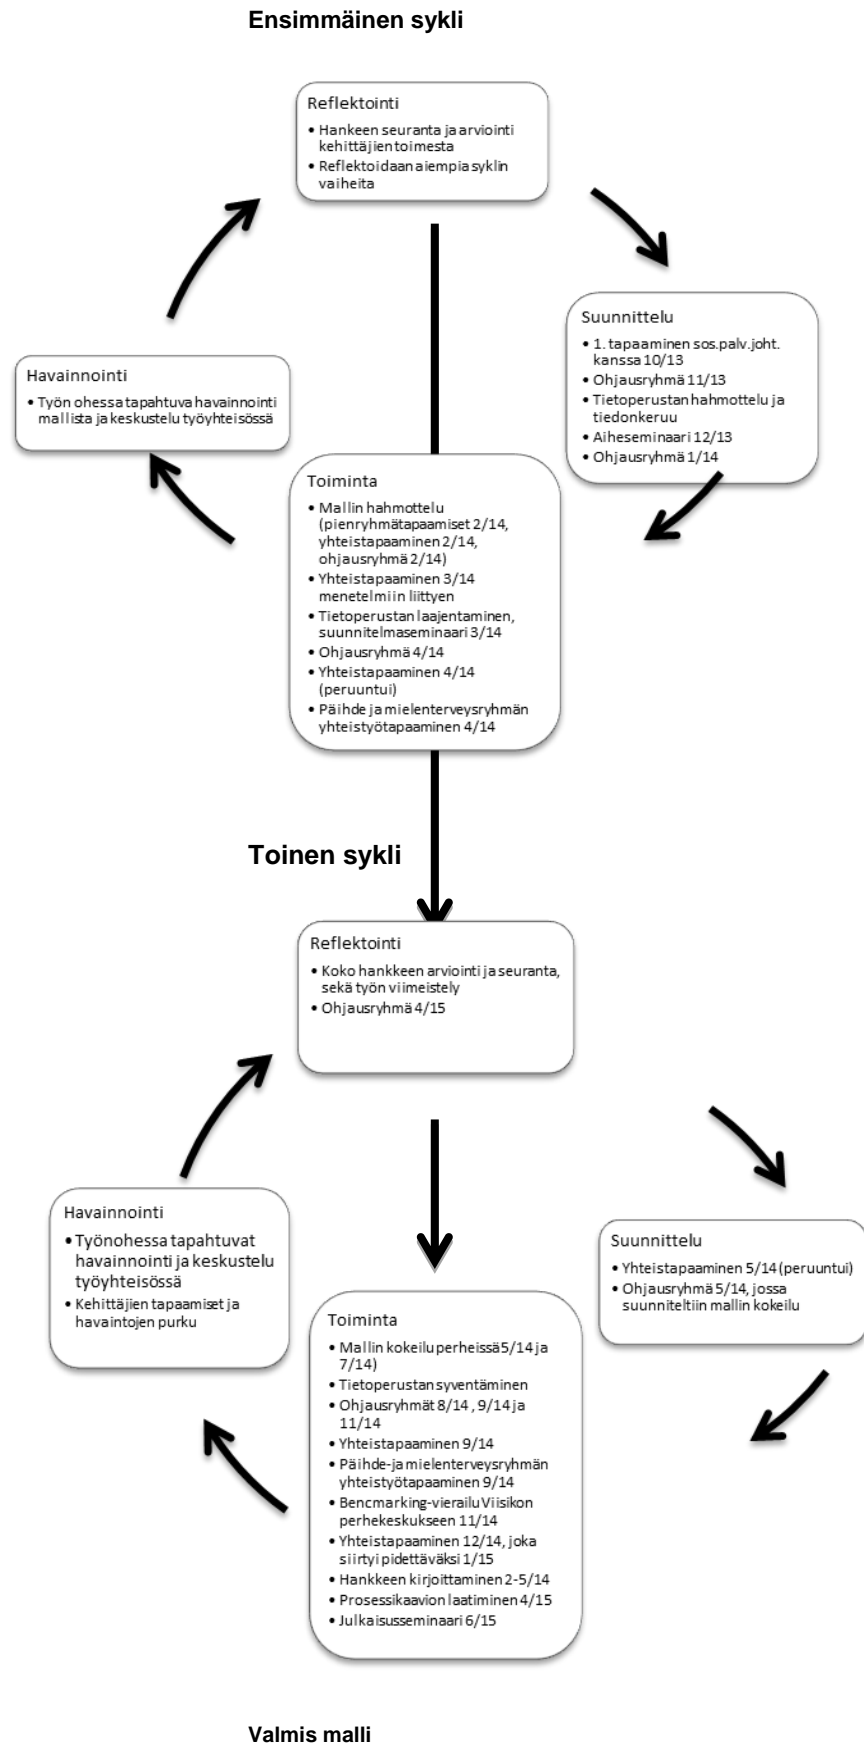 Ensimmäinen sykli
Reflektointi
• Hankeen seuranta ja arviointi
kehittäjien toimesta
• Reflektoidaan aiempia syklin
vaiheita
Suunnittelu
• 1. tapaaminen sos.palv.joht.
kanssa 10/13
• Ohjausryhmä 11/13
• Tietoperustan hahmottelu ja
tiedonkeruu
• Aiheseminaari 12/13
• Ohjausryhmä 1/14
Havainnointi
• Työn ohessa tapahtuva havainnointi
mallista ja keskustelu työyhteisössä
Toiminta
• Mallin hahmottelu
(pienryhmätapaamiset 2/14,
yhteistapaaminen 2/14,
ohjausryhmä 2/14)
• Yhteistapaaminen 3/14
menetelmiin liittyen
• Tietoperustan laajentaminen,
suunnitelmaseminaari 3/14
• Ohjausryhmä 4/14
• Yhteistapaaminen 4/14
(peruuntui)
• Päihde ja mielenterveysryhmän
yhteistyötapaaminen 4/14
Toinen sykli
Reflektointi
• Koko hankkeen arviointi ja seuranta,
sekä työn viimeistely
• Ohjausryhmä 4/15
Havainnointi
• Työnohessa tapahtuvat
havainnointi ja keskustelu
työyhteisössä
• Kehittäjien tapaamiset ja
havaintojen purku
Suunnittelu
• Yhteistapaaminen 5/14 (peruuntui)
• Ohjausryhmä 5/14, jossa
suunniteltiin mallin kokeilu
Toiminta
• Mallin kokeilu perheissä 5/14 ja
7/14)
• Tietoperustan syventäminen
• Ohjausryhmät 8/14 , 9/14 ja
11/14
• Yhteistapaaminen 9/14
• Päihde-ja mielenterveysryhmän
yhteistyötapaaminen 9/14
• Bencmarking-vierailu Viisikon
perhekeskukseen 11/14
• Yhteistapaaminen 12/14, joka
siirtyi pidettäväksi 1/15
• Hankkeen kirjoittaminen 2-5/14
• Prosessikaavion laatiminen 4/15
• Julkaisusseminaari 6/15
Valmis malli